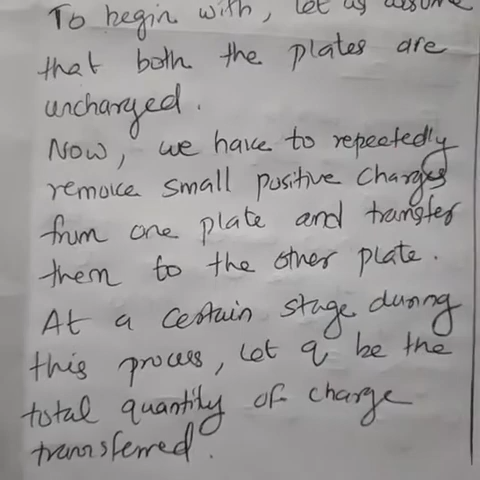 To begin with, let us assume
that both the plates are
uncharged.
Now, we have to repeatedly
remove small positive charges
from one plate and transfer
them to the other plate.
At a certain stage during
this process, let q be the
total quantity of charge
transferred.